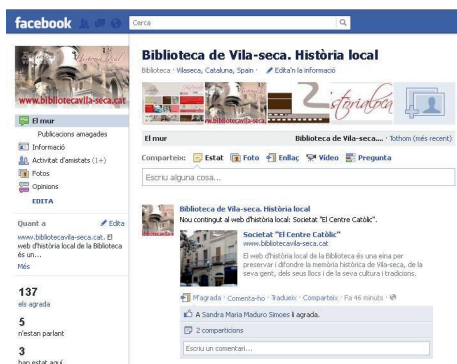 facebook
Cerca
www.bibliotecavila-seca.cat
El mur
Publicacions amagades
Informació
Activitat d'amistats (1+)
Fotos
Opinions
EDITA
Quant a
Edita
www.bibliotecavila-seca.cat. El
web d'història local de la Biblioteca
és un...
Més
137
els agrada
5
n'estan parlant
3
han estat aquí
Biblioteca de Vila-seca. Història local
Biblioteca · Vilaseca, Cataluna, Spain · Edita'n la informació
El mur
Biblioteca de Vila-seca.... · Tothom (més recent)
Comparteix: Estat Foto Enllaç Vídeo Pregunta
Escriu alguna cosa...
Biblioteca de Vila-seca. Història local
Nou contingut al web d'història local: Societat "El Centre Catòlic".
Societat "El Centre Catòlic"
www.bibliotecavila-seca.cat
El web d'història local de la Biblioteca és una eina per
preservar i difondre la memòria històrica de Vila-seca, de la
seva gent, dels seus llocs i de la seva cultura i tradicions.
M'agrada · Comenta-ho · Tradueix · Comparteix · Fa 46 minuts ·
A Sandra Maria Maduro Simoes li agrada.
2 comparticions
Escriu un comentari...